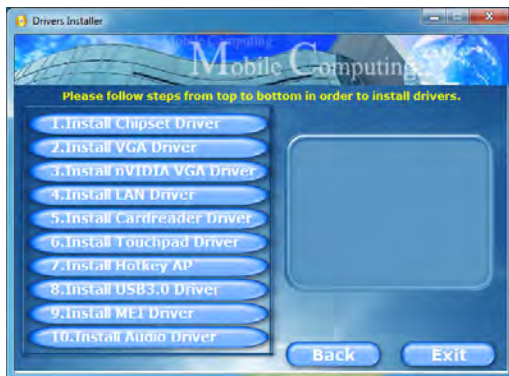 Drivers Installer
Mobile Computing
Mobile Computing
Please follow steps from top to bottom in order to install drivers.
1.Install Chipset Driver
2.Install VGA Driver
3.Install nVIDIA VGA Driver
4.Install LAN Driver
5.Install Cardreader Driver
6.Install Touchpad Driver
7.Install Hotkey AP
8.Install USB3.0 Driver
9.Install MEI Driver
10.Install Audio Driver
Back
Exit